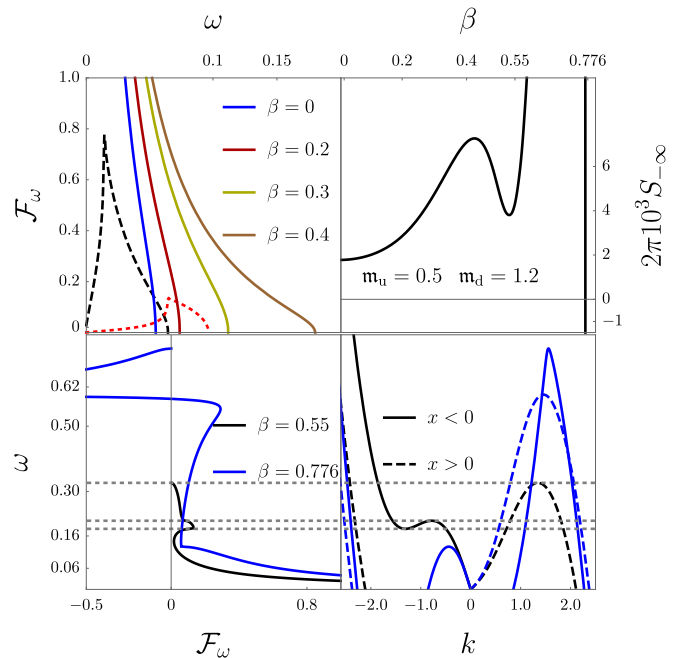 ω β
0 0.1 0.15 0 0.2 0.4 0.55 0.776
1.0
0.8
0.6
0.4
0.2
0
ℱ_ω
β = 0
β = 0.2
β = 0.3
β = 0.4
𝔪_u = 0.5 𝔪_d = 1.2
6
4
2
0
−1
2π10³S_{−∞}
0.62
0.50
0.30
0.16
0.06
ω
β = 0.55
β = 0.776
x < 0
x > 0
−0.5 0 0.8 −2.0 −1.0 0 1.0 2.0
ℱ_ω k